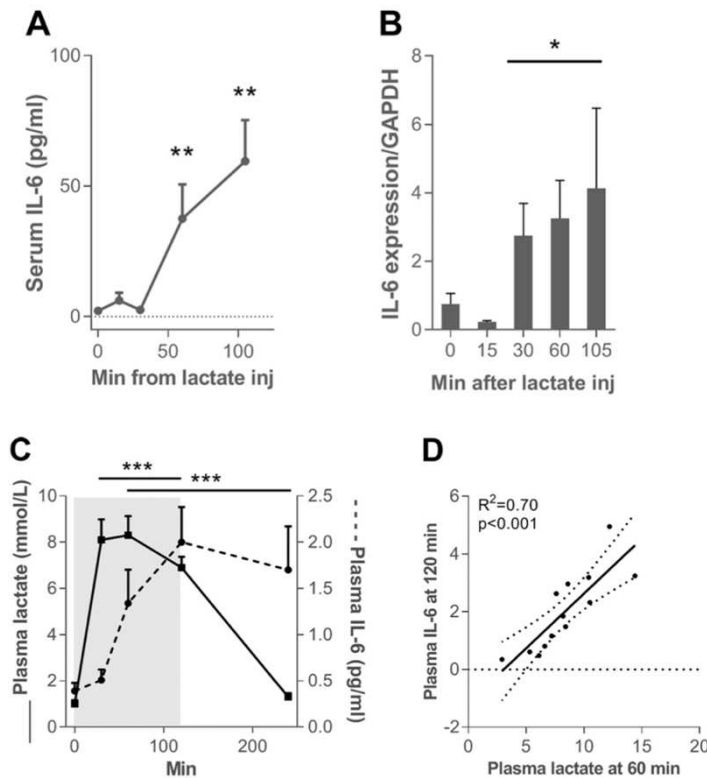 A
Serum IL-6 (pg/ml)
100
50
0
**
**
0 50 100
Min from lactate inj
B
IL-6 expression/GAPDH
8
6
4
2
0
*
0 15 30 60 105
Min after lactate inj
C
***
***
Plasma lactate (mmol/L)
10
8
6
4
2
0
2.5
2.0
1.5
1.0
0.5
0.0
Plasma IL-6 (pg/ml)
0 100 200
Min
D
R²=0.70
p<0.001
Plasma IL-6 at 120 min
6
4
2
0
-2
0 5 10 15 20
Plasma lactate at 60 min